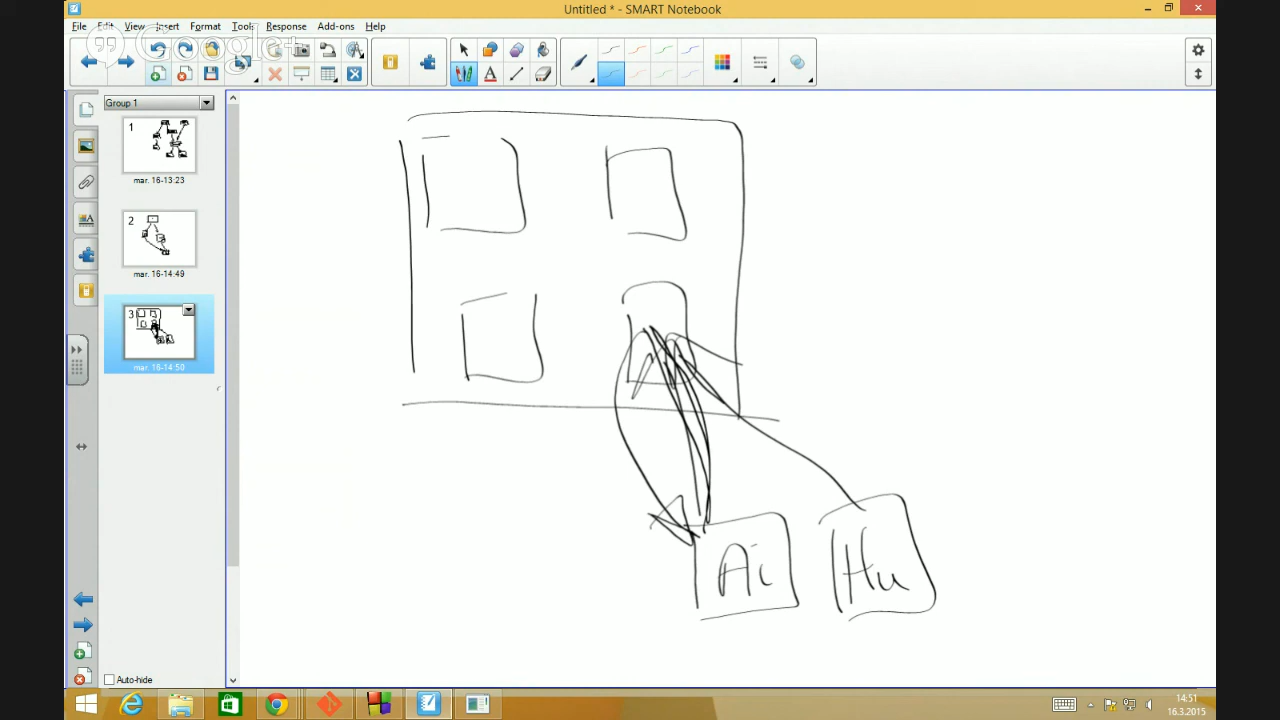 Untitled * - SMART Notebook
File Edit View Insert Format Tools Response Add-ons Help
Google+
Group 1
1
mar. 16-13:23
2
mar. 16-14:49
3
mar. 16-14:50
Ai
Hu
Auto-hide
14:51
16.3.2015